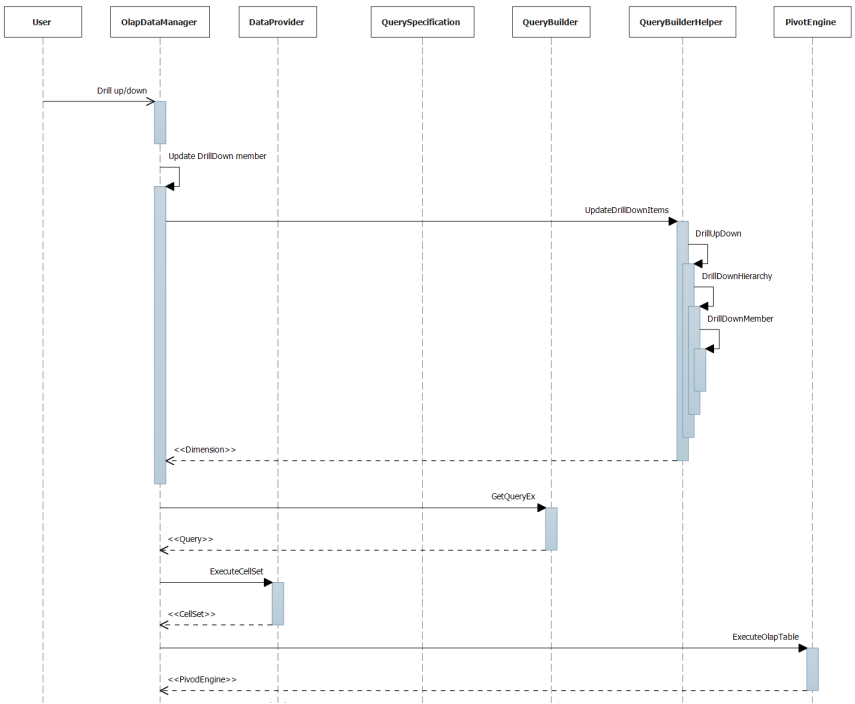 User
OlapDataManager
DataProvider
QuerySpecification
QueryBuilder
QueryBuilderHelper
PivotEngine
Drill up/down
Update DrillDown member
UpdateDrillDownItems
DrillUpDown
DrillDownHierarchy
DrillDownMember
<<Dimension>>
GetQueryEx
<<Query>>
ExecuteCellSet
<<CellSet>>
ExecuteOlapTable
<<PivodEngine>>